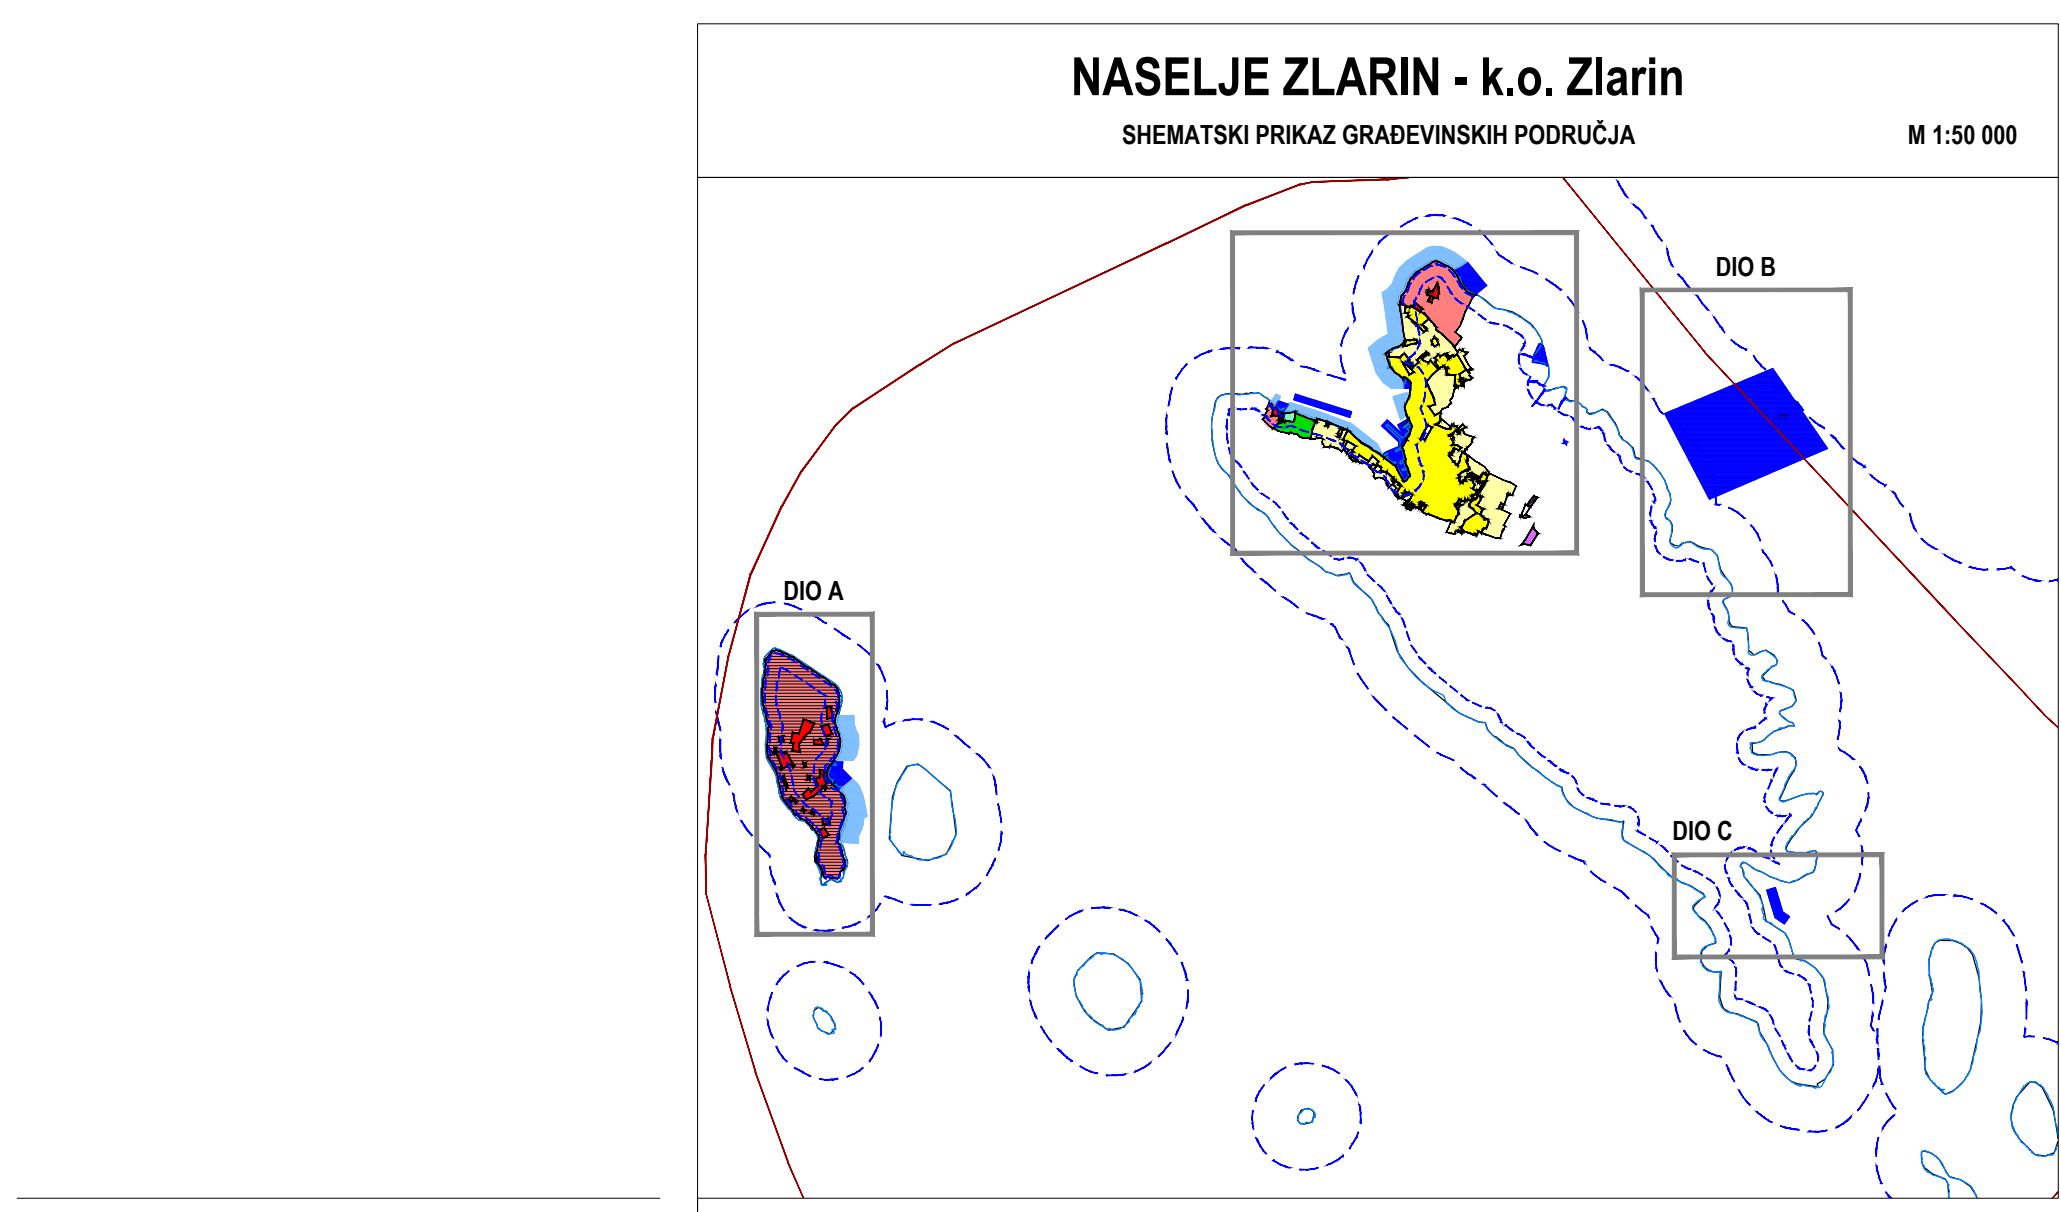 NASELJE ZLARIN - k.o. Zlarin
SHEMATSKI PRIKAZ GRAĐEVINSKIH PODRUČJA M 1:50 000
DIO B
DIO A
DIO C